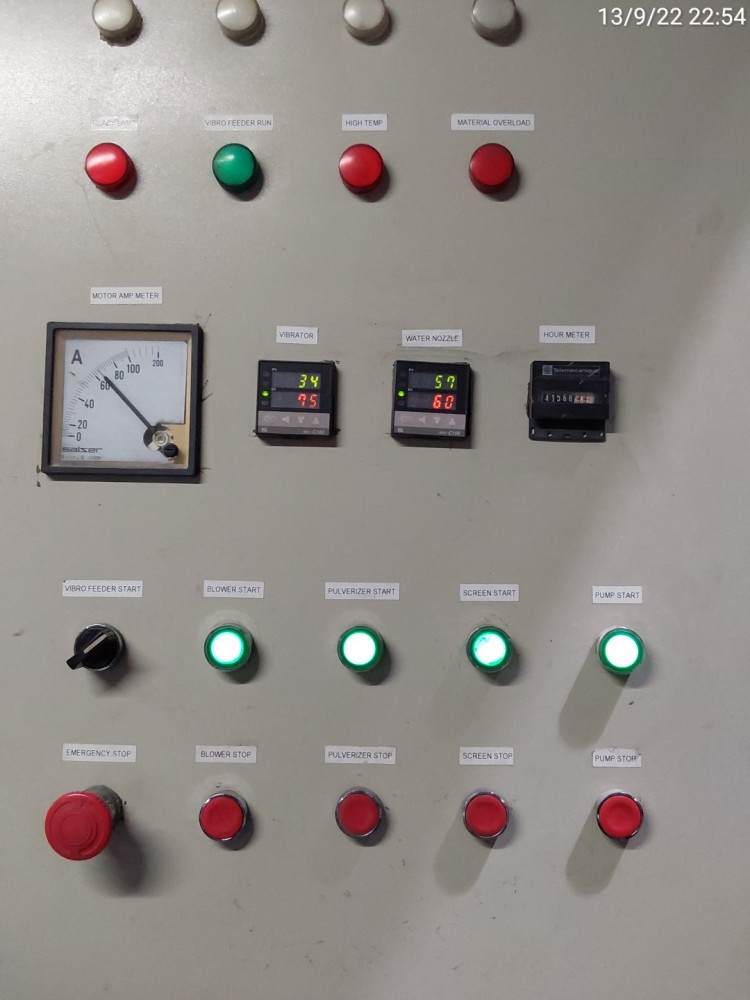 13/9/22 22:54
VIBRO FEEDER RUN
HIGH TEMP
MATERIAL OVERLOAD
MOTOR AMP METER
VIBRATOR
WATER NOZZLE
HOUR METER
A
0
20
40
60
80
100
200
34
75
57
60
Telemecanique
VIBRO FEEDER START
BLOWER START
PULVERIZER START
SCREEN START
PUMP START
EMERGENCY STOP
BLOWER STOP
PULVERIZER STOP
SCREEN STOP
PUMP STOP